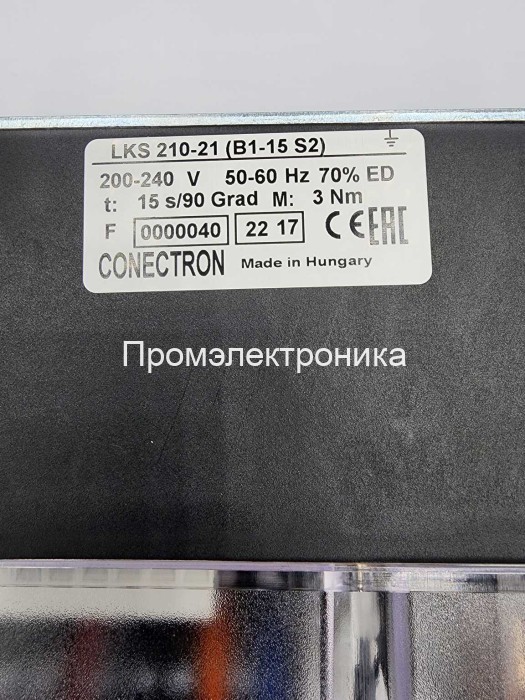 LKS 210-21 (B1-15 S2)
200-240 V 50-60 Hz 70% ED
t: 15 s/90 Grad M: 3 Nm
F 0000040 22 17 CE EAC
CONECTRON Made in Hungary
Промэлектроника